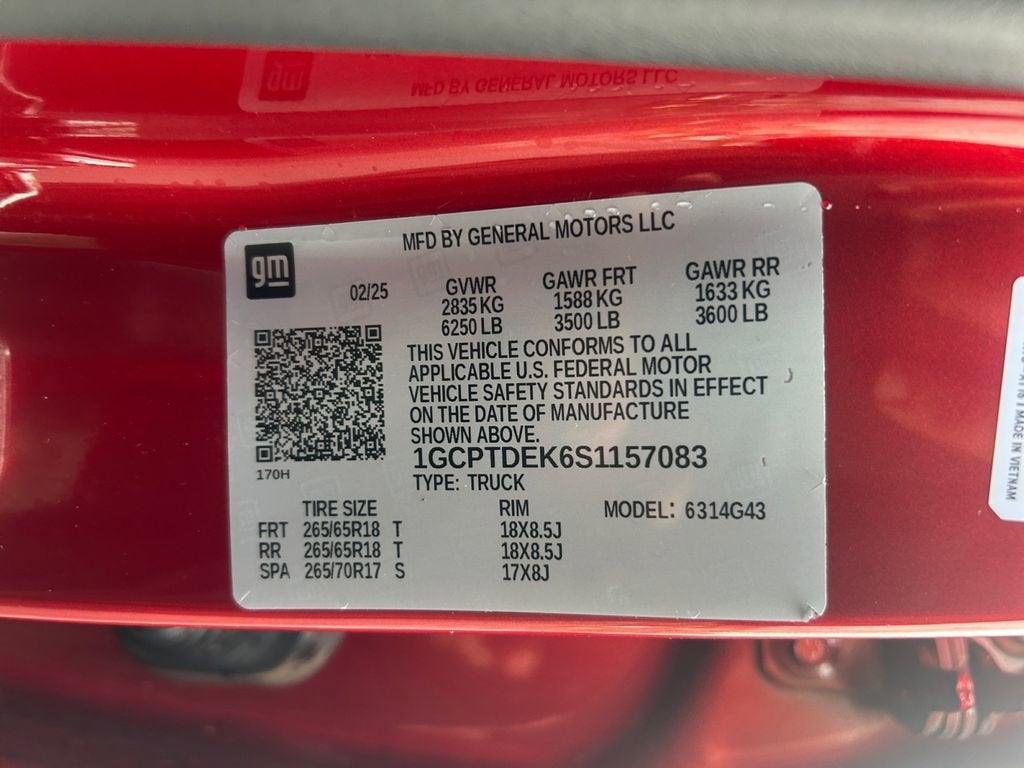 MFD BY GENERAL MOTORS LLC
gm
MFD BY GENERAL MOTORS LLC
gm
02/25
GVWR
2835 KG
6250 LB
GAWR FRT
1588 KG
3500 LB
GAWR RR
1633 KG
3600 LB
THIS VEHICLE CONFORMS TO ALL
APPLICABLE U.S. FEDERAL MOTOR
VEHICLE SAFETY STANDARDS IN EFFECT
ON THE DATE OF MANUFACTURE
SHOWN ABOVE.
1GCPTDEK6S1157083
TYPE: TRUCK
170H
TIRE SIZE RIM MODEL: 6314G43
FRT 265/65R18 T 18X8.5J
RR 265/65R18 T 18X8.5J
SPA 265/70R17 S 17X8J
MADE IN VIETNAM